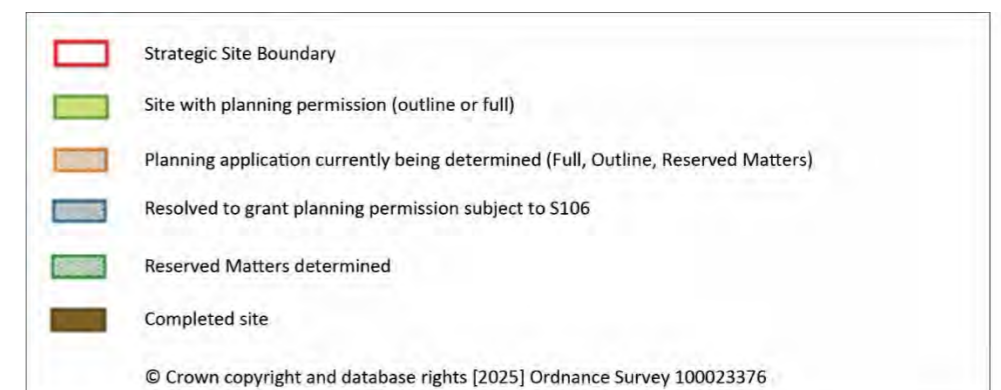 Strategic Site Boundary
Site with planning permission (outline or full)
Planning application currently being determined (Full, Outline, Reserved Matters)
Resolved to grant planning permission subject to S106
Reserved Matters determined
Completed site
© Crown copyright and database rights [2025] Ordnance Survey 100023376